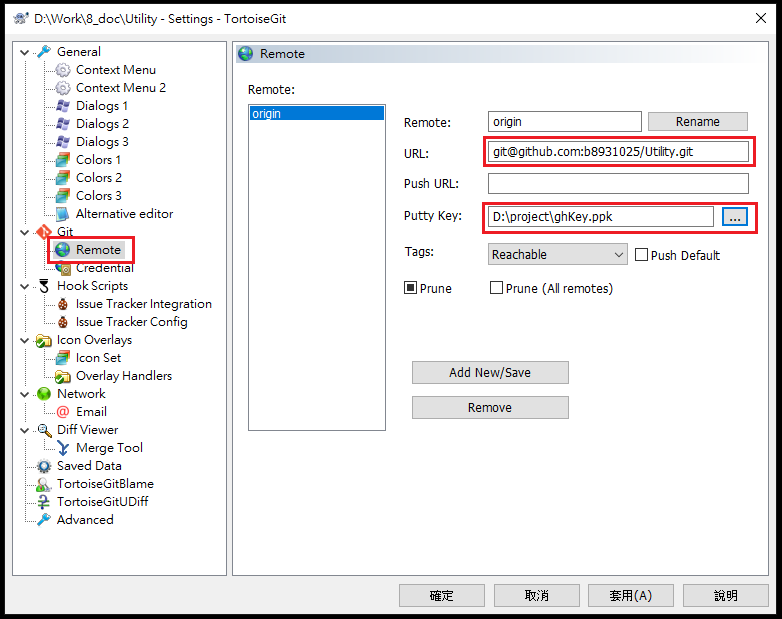 D:\Work\8_doc\Utility - Settings - TortoiseGit
General
Context Menu
Context Menu 2
Dialogs 1
Dialogs 2
Dialogs 3
Colors 1
Colors 2
Colors 3
Alternative editor
Git
Remote
Credential
Hook Scripts
Issue Tracker Integration
Issue Tracker Config
Icon Overlays
Icon Set
Overlay Handlers
Network
Email
Diff Viewer
Merge Tool
Saved Data
TortoiseGitBlame
TortoiseGitUDiff
Advanced
Remote
Remote:
origin
Remote: origin Rename
URL: git@github.com:b8931025/Utility.git
Push URL:
Putty Key: D:\project\ghKey.ppk ...
Tags: Reachable Push Default
Prune Prune (All remotes)
Add New/Save
Remove
確定 取消 套用(A) 說明